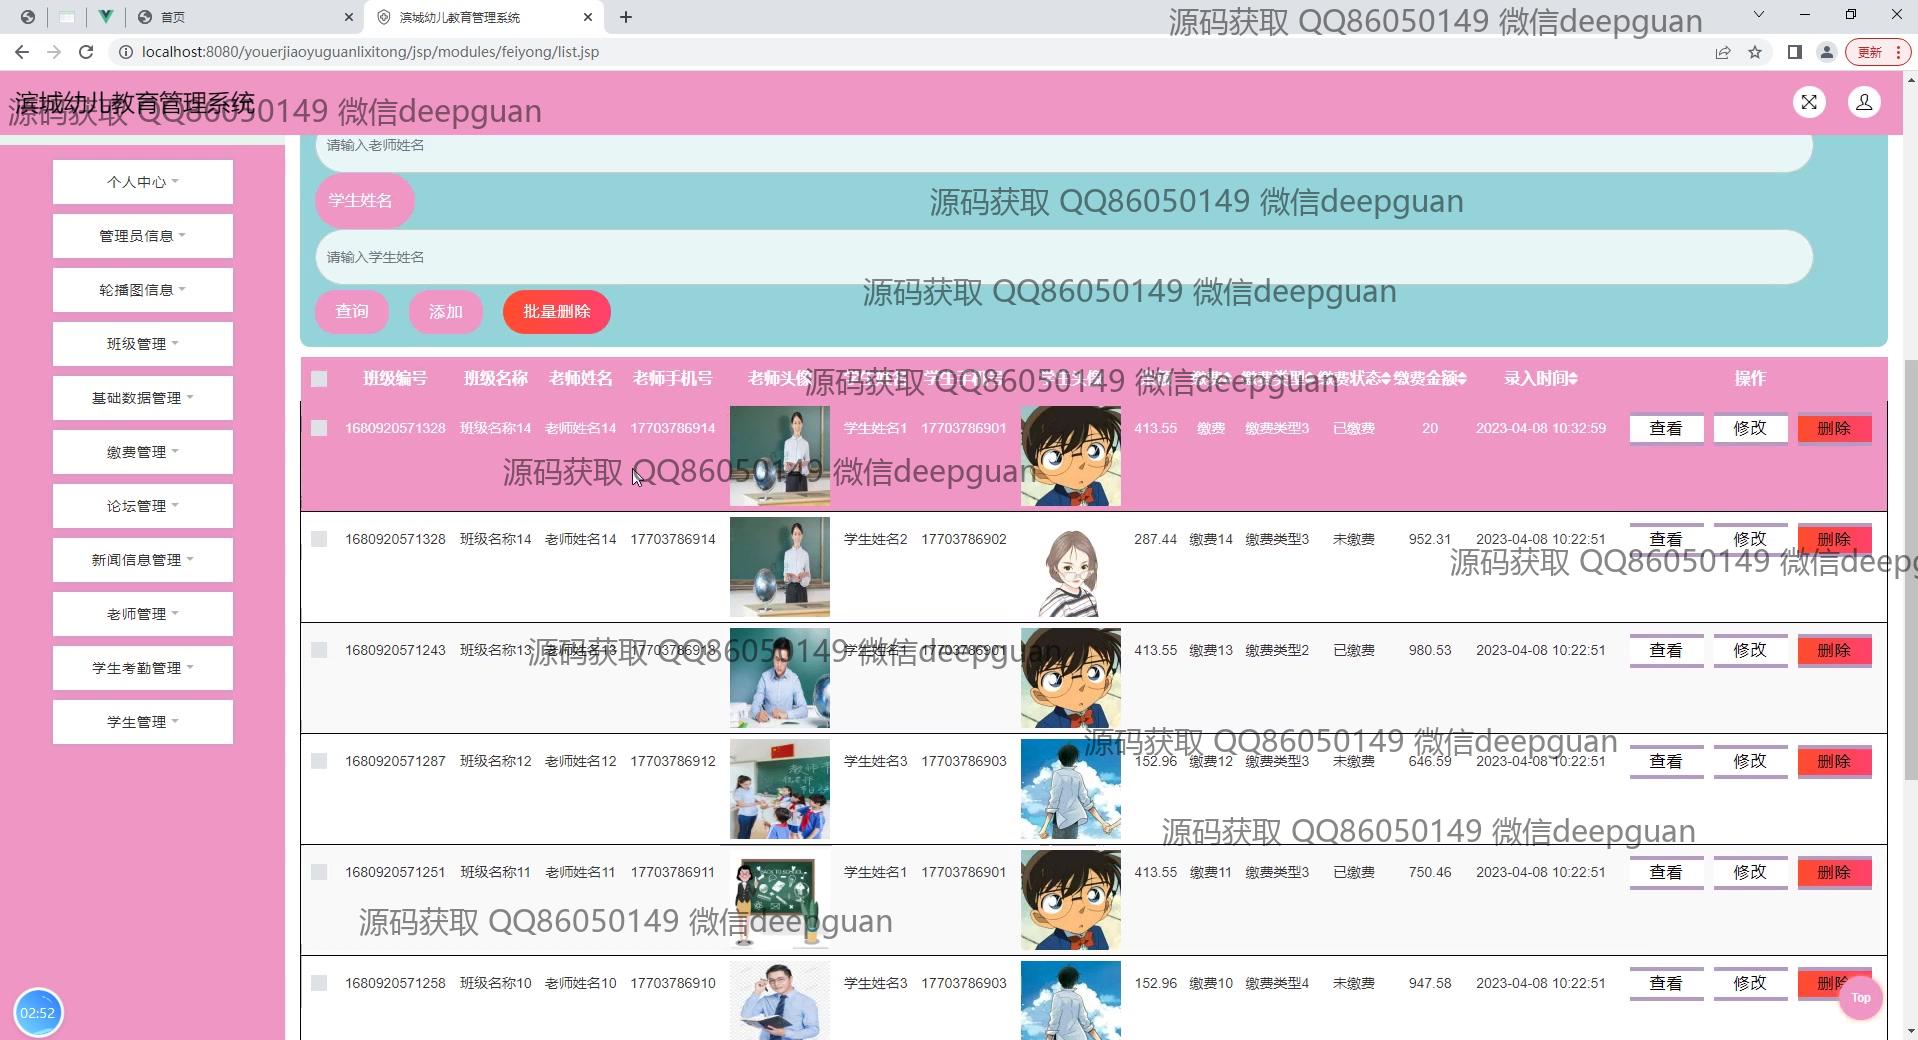 首页
滨城幼儿教育管理系统
源码获取 QQ86050149 微信deepguan
localhost:8080/youerjiaoyuguanlixitong/jsp/modules/feiyong/list.jsp
更新
滨城幼儿教育管理系统
源码获取 QQ86050149 微信deepguan
个人中心
管理员信息
轮播图信息
班级管理
基础数据管理
缴费管理
论坛管理
新闻信息管理
老师管理
学生考勤管理
学生管理
02:52
请输入老师姓名
学生姓名
源码获取 QQ86050149 微信deepguan
请输入学生姓名
源码获取 QQ86050149 微信deepguan
查询 添加 批量删除
班级编号 班级名称 老师姓名 老师手机号 老师头像 缴费类型 缴费状态 缴费金额 录入时间 操作
源码获取 QQ86050149 微信deepguan
1680920571328 班级名称14 老师姓名14 17703786914 学生姓名1 17703786901 413.55 缴费 缴费类型3 已缴费 20 2023-04-08 10:32:59 查看 修改 删除
源码获取 QQ86050149 微信deepguan
1680920571328 班级名称14 老师姓名14 17703786914 学生姓名2 17703786902 287.44 缴费14 缴费类型3 未缴费 952.31 2023-04-08 10:22:51 查看 修改 删除
源码获取 QQ86050149 微信deep
1680920571243 班级名称13 老师姓名13 17703786913 学生姓名1 17703786901 413.55 缴费13 缴费类型2 已缴费 980.53 2023-04-08 10:22:51 查看 修改 删除
源码获取 QQ86050149 微信deepguan
源码获取 QQ86050149 微信deepguan
1680920571287 班级名称12 老师姓名12 17703786912 学生姓名3 17703786903 152.96 缴费12 缴费类型3 未缴费 646.59 2023-04-08 10:22:51 查看 修改 删除
源码获取 QQ86050149 微信deepguan
1680920571251 班级名称11 老师姓名11 17703786911 学生姓名1 17703786901 413.55 缴费11 缴费类型3 已缴费 750.46 2023-04-08 10:22:51 查看 修改 删除
源码获取 QQ86050149 微信deepguan
1680920571258 班级名称10 老师姓名10 17703786910 学生姓名3 17703786903 152.96 缴费10 缴费类型4 未缴费 947.58 2023-04-08 10:22:51 查看 修改 删除
Top